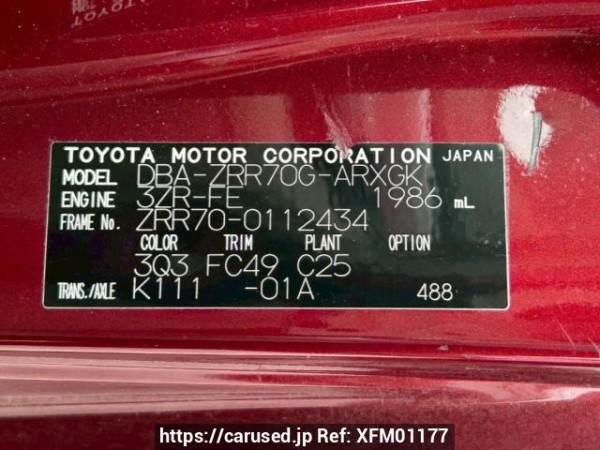 TOYOTA MOTOR CORPORATION JAPAN
MODEL DBA-ZRR70G-ARXGK
ENGINE 3ZR-FE 1986 mL
FRAME No. ZRR70-0112434
COLOR TRIM PLANT OPTION
3Q3 FC49 C25
TRANS./AXLE K111 -01A 488
https://carused.jp Ref: XFM01177